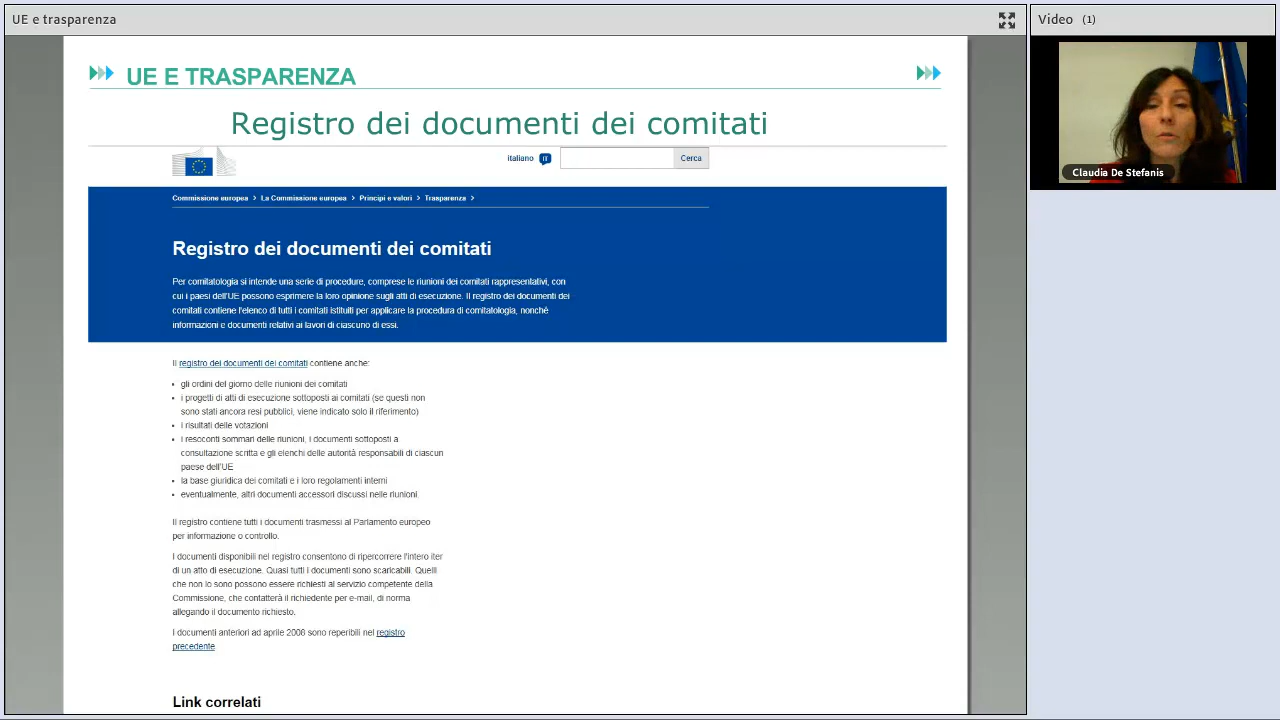 UE e trasparenza
Video (1)
UE E TRASPARENZA
Registro dei documenti dei comitati
italiano IT
Cerca
Commissione europea > La Commissione europea > Principi e valori > Trasparenza >
Registro dei documenti dei comitati
Per comitatologia si intende una serie di procedure, comprese le riunioni dei comitati rappresentativi, con
cui i paesi dell'UE possono esprimere la loro opinione sugli atti di esecuzione. Il registro dei documenti dei
comitati contiene l'elenco di tutti i comitati istituiti per applicare la procedura di comitatologia, nonché
informazioni e documenti relativi ai lavori di ciascuno di essi.
Il registro dei documenti dei comitati contiene anche:
• gli ordini del giorno delle riunioni dei comitati
• i progetti di atti di esecuzione sottoposti ai comitati (se questi non
sono stati ancora resi pubblici, viene indicato solo il riferimento)
• i risultati delle votazioni
• i resoconti sommari delle riunioni, i documenti sottoposti a
consultazione scritta e gli elenchi delle autorità responsabili di ciascun
paese dell'UE
• la base giuridica dei comitati e i loro regolamenti interni
• eventualmente, altri documenti accessori discussi nelle riunioni.
Il registro contiene tutti i documenti trasmessi al Parlamento europeo
per informazione o controllo.
I documenti disponibili nel registro consentono di ripercorrere l'intero iter
di un atto di esecuzione. Quasi tutti i documenti sono scaricabili. Quelli
che non lo sono possono essere richiesti al servizio competente della
Commissione, che contatterà il richiedente per e-mail, di norma
allegando il documento richiesto.
I documenti anteriori ad aprile 2008 sono reperibili nel registro
precedente
Link correlati
Claudia De Stefanis